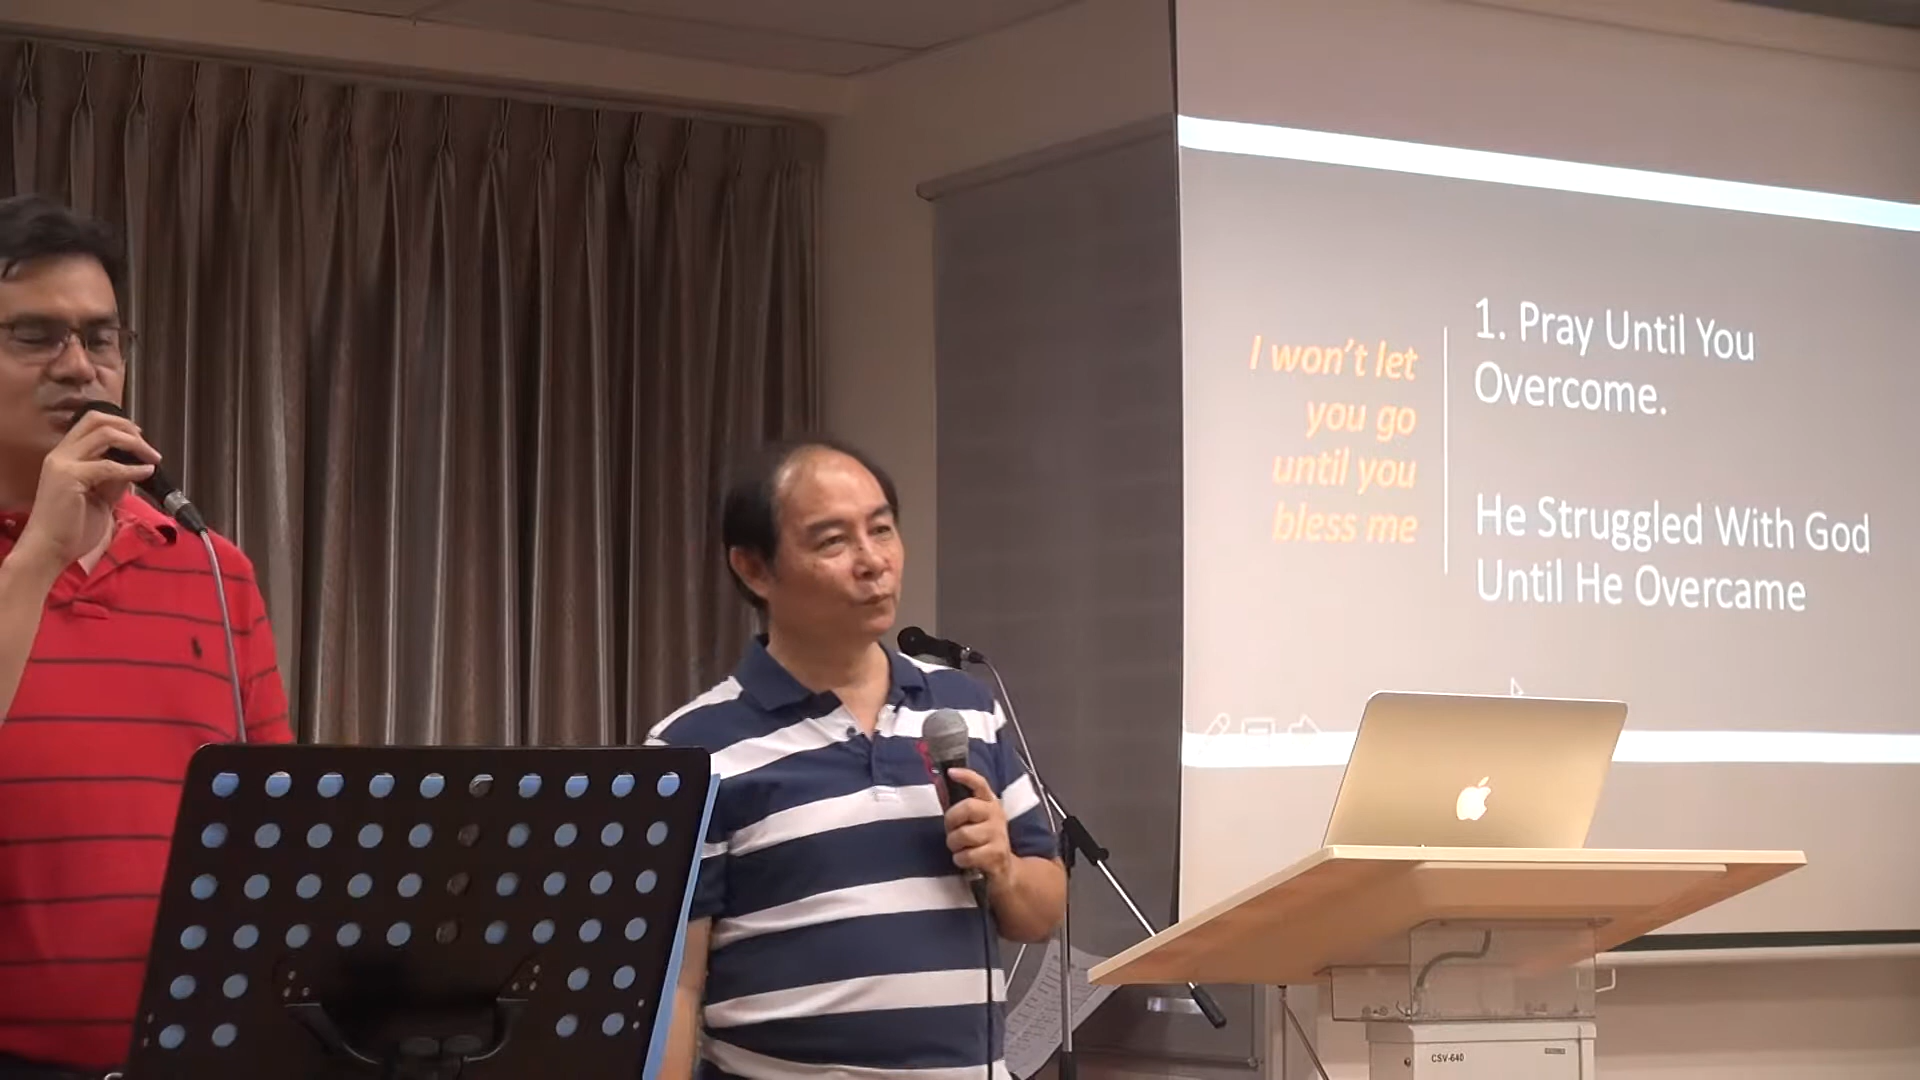 I won't let
you go
until you
bless me
1. Pray Until You
Overcome.
He Struggled With God
Until He Overcame
CSV-640